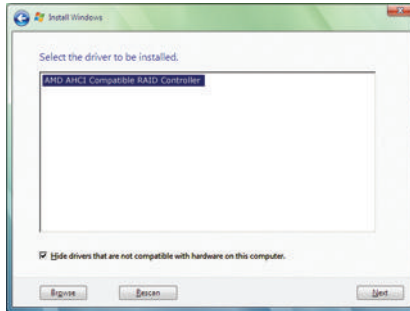 Install Windows
Select the driver to be installed.
AMD AHCI Compatible RAID Controller
Hide drivers that are not compatible with hardware on this computer.
Browse
Rescan
Next